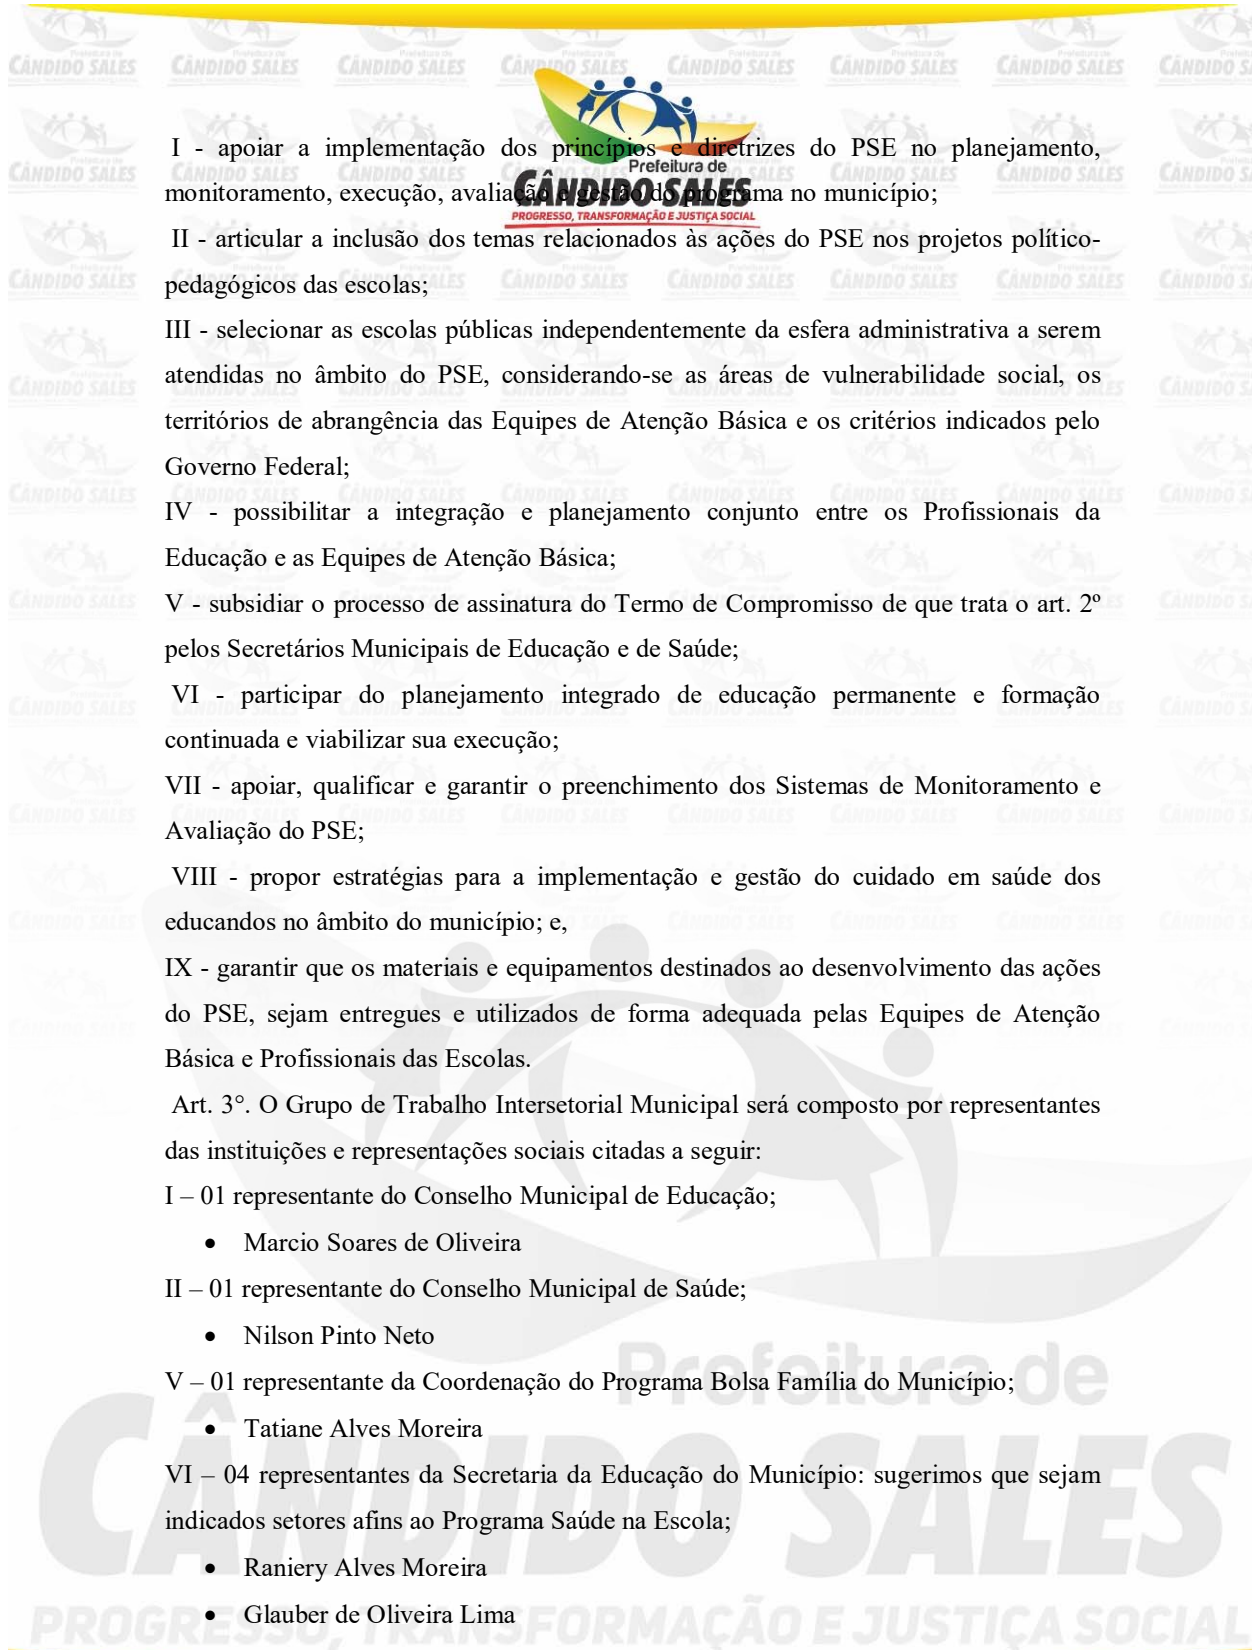 Prefeitura de
CÂNDIDO SALES
PROGRESSO, TRANSFORMAÇÃO E JUSTIÇA SOCIAL
I - apoiar a implementação dos princípios e diretrizes do PSE no planejamento,
monitoramento, execução, avaliação e gestão do programa no município;
II - articular a inclusão dos temas relacionados às ações do PSE nos projetos político-
pedagógicos das escolas;
III - selecionar as escolas públicas independentemente da esfera administrativa a serem
atendidas no âmbito do PSE, considerando-se as áreas de vulnerabilidade social, os
territórios de abrangência das Equipes de Atenção Básica e os critérios indicados pelo
Governo Federal;
IV - possibilitar a integração e planejamento conjunto entre os Profissionais da
Educação e as Equipes de Atenção Básica;
V - subsidiar o processo de assinatura do Termo de Compromisso de que trata o art. 2º
pelos Secretários Municipais de Educação e de Saúde;
VI - participar do planejamento integrado de educação permanente e formação
continuada e viabilizar sua execução;
VII - apoiar, qualificar e garantir o preenchimento dos Sistemas de Monitoramento e
Avaliação do PSE;
VIII - propor estratégias para a implementação e gestão do cuidado em saúde dos
educandos no âmbito do município; e,
IX - garantir que os materiais e equipamentos destinados ao desenvolvimento das ações
do PSE, sejam entregues e utilizados de forma adequada pelas Equipes de Atenção
Básica e Profissionais das Escolas.
Art. 3°. O Grupo de Trabalho Intersetorial Municipal será composto por representantes
das instituições e representações sociais citadas a seguir:
I – 01 representante do Conselho Municipal de Educação;
• Marcio Soares de Oliveira
II – 01 representante do Conselho Municipal de Saúde;
• Nilson Pinto Neto
V – 01 representante da Coordenação do Programa Bolsa Família do Município;
• Tatiane Alves Moreira
VI – 04 representantes da Secretaria da Educação do Município: sugerimos que sejam
indicados setores afins ao Programa Saúde na Escola;
• Raniery Alves Moreira
• Glauber de Oliveira Lima
Prefeitura de
CÂNDIDO SALES
PROGRESSO, TRANSFORMAÇÃO E JUSTIÇA SOCIAL